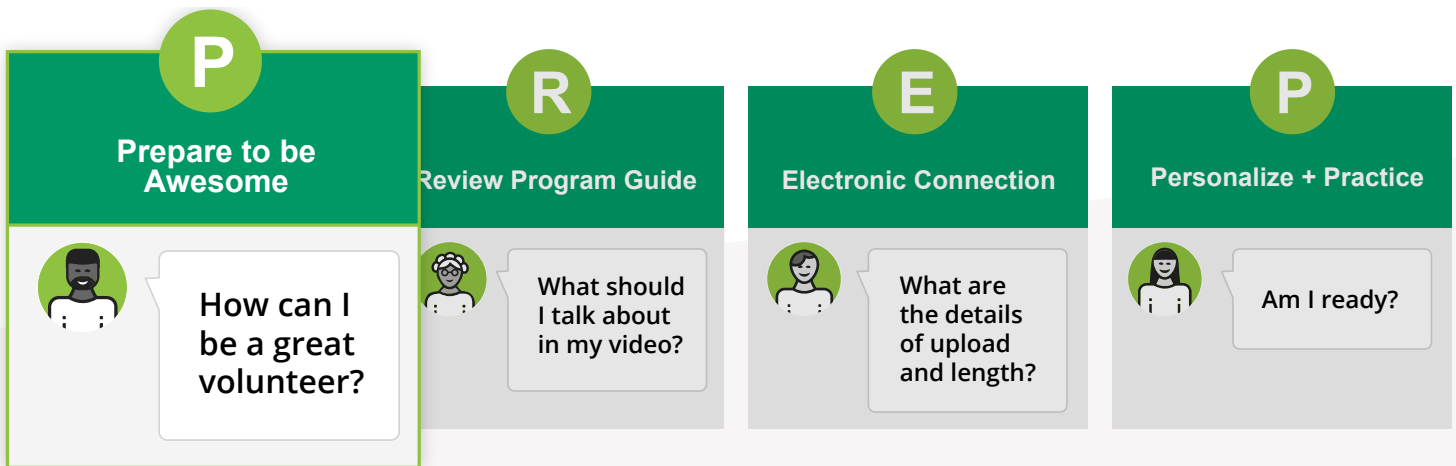 P
Prepare to be
Awesome
How can I
be a great
volunteer?
R
Review Program Guide
What should
I talk about
in my video?
E
Electronic Connection
What are
the details
of upload
and length?
P
Personalize + Practice
Am I ready?